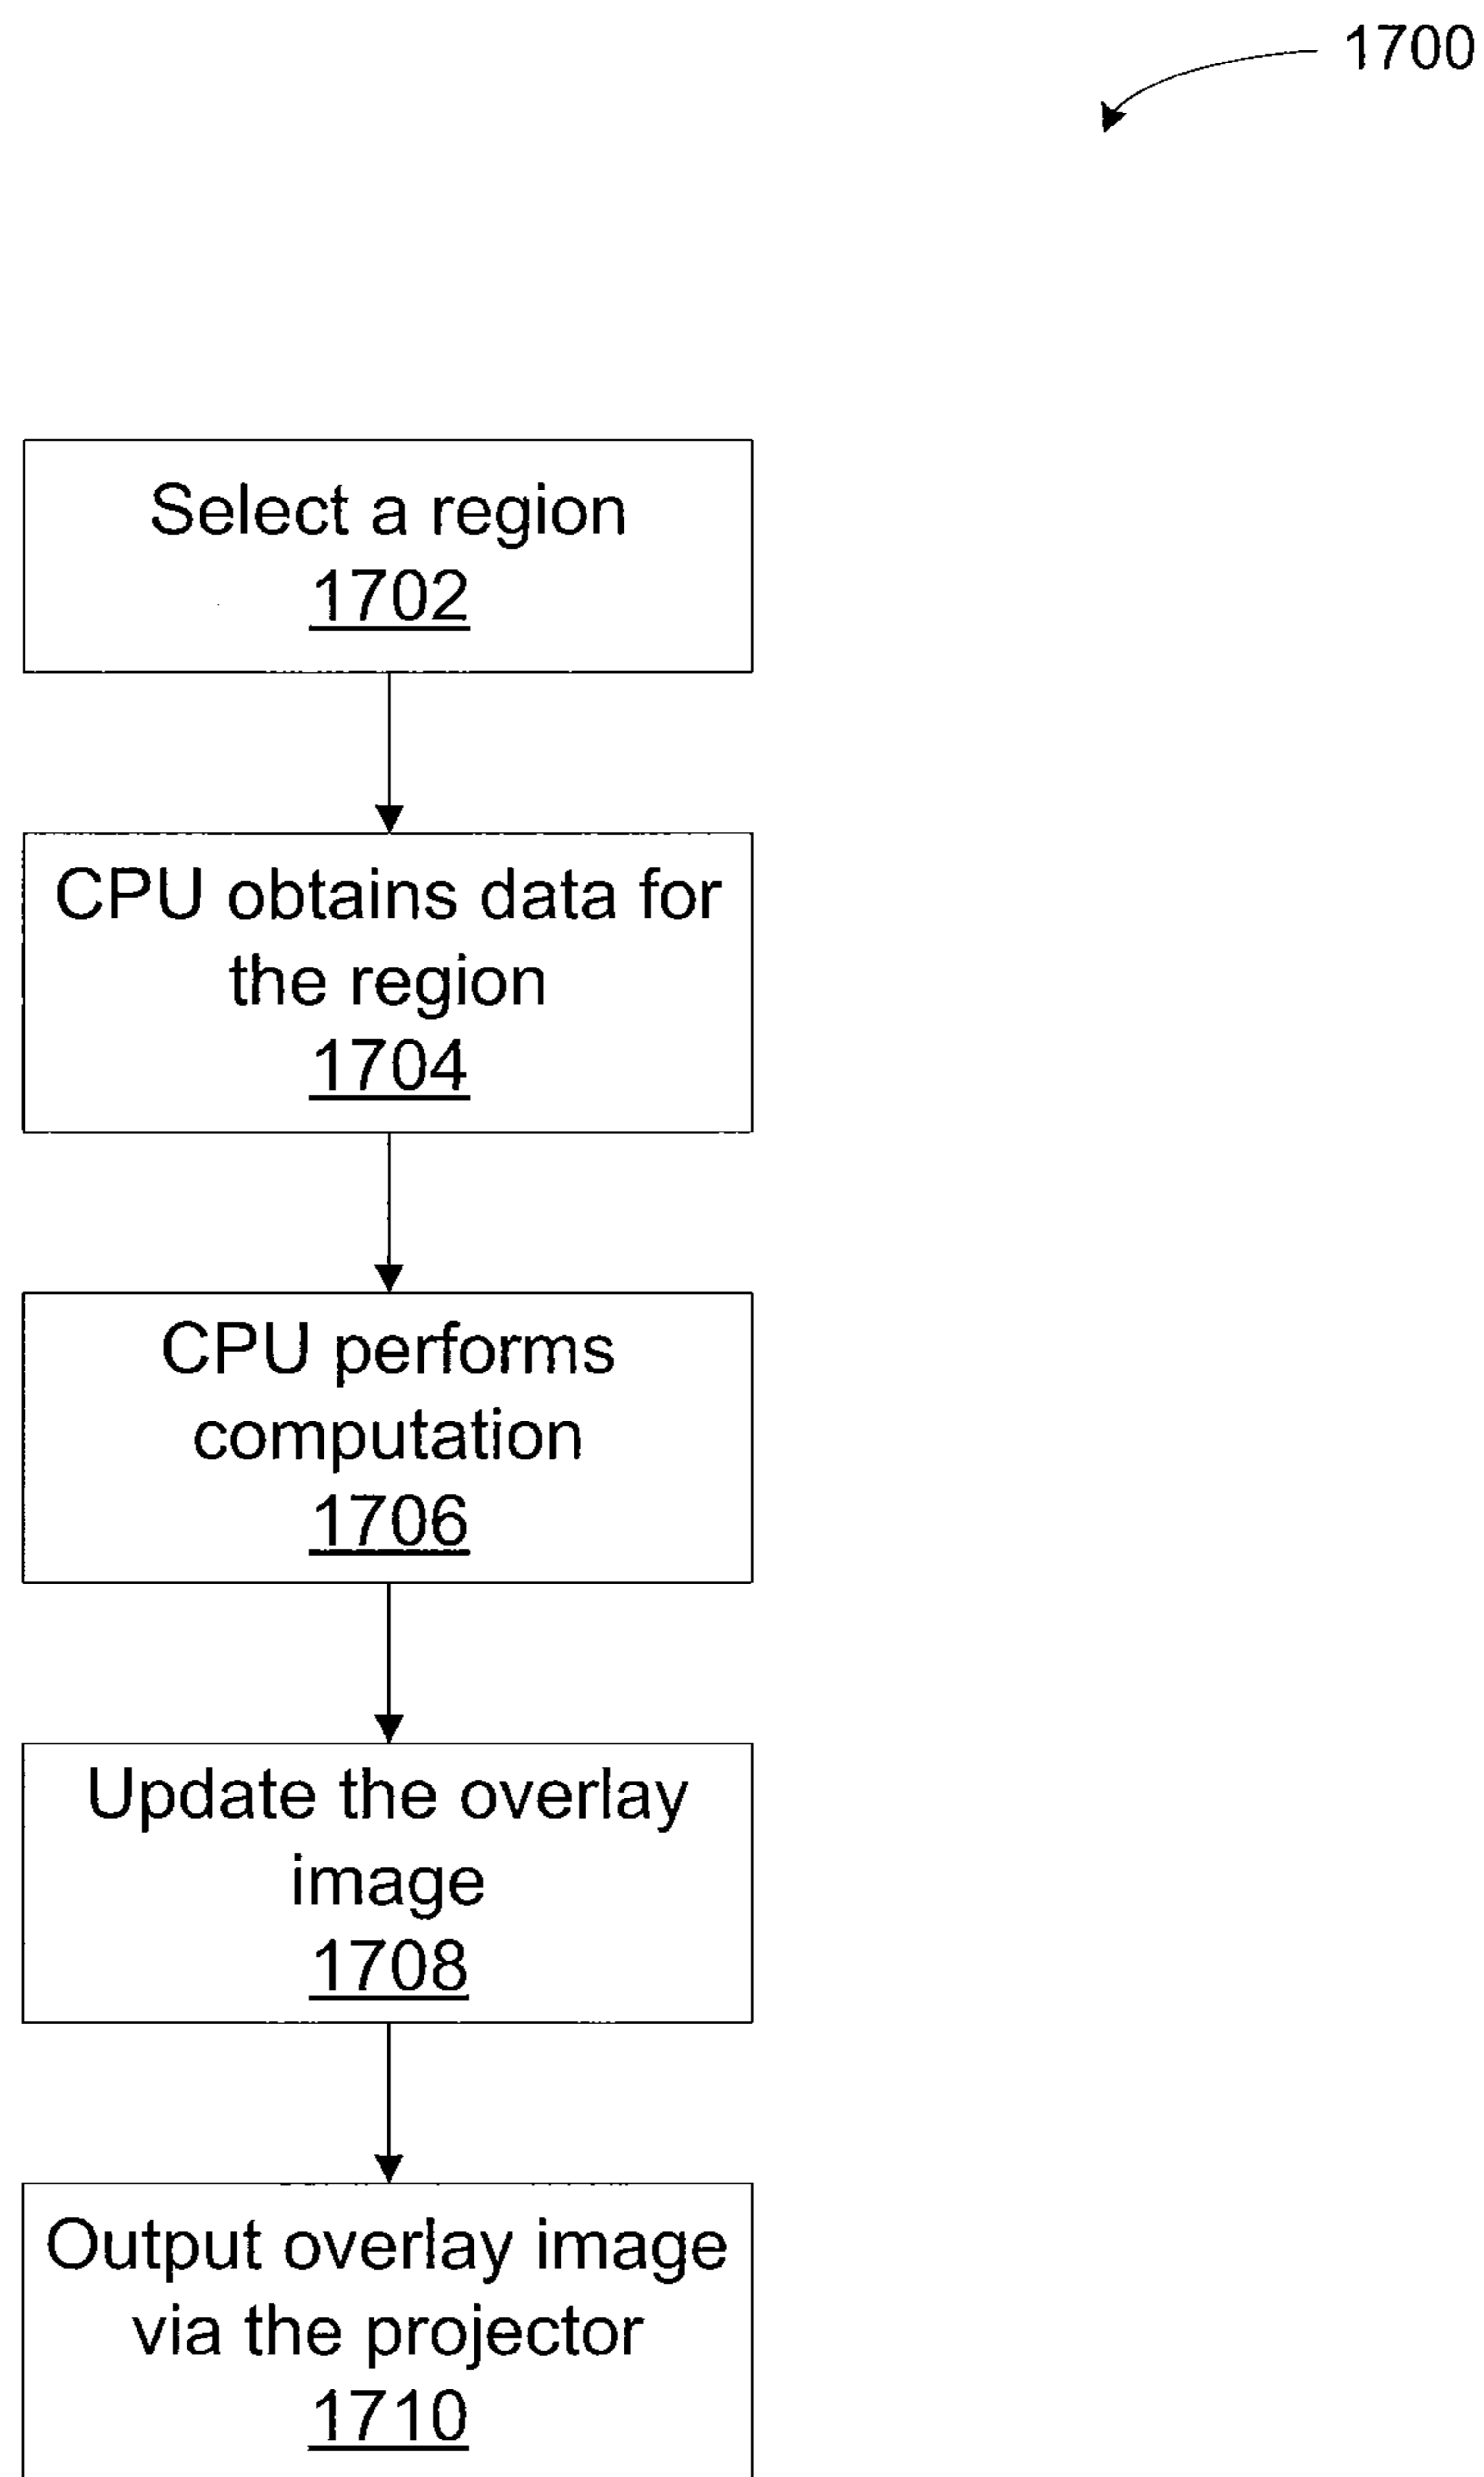 1700
Select a region
1702
CPU obtains data for
the region
1704
CPU performs
computation
1706
Update the overlay
image
1708
Output overlay image
via the projector
1710